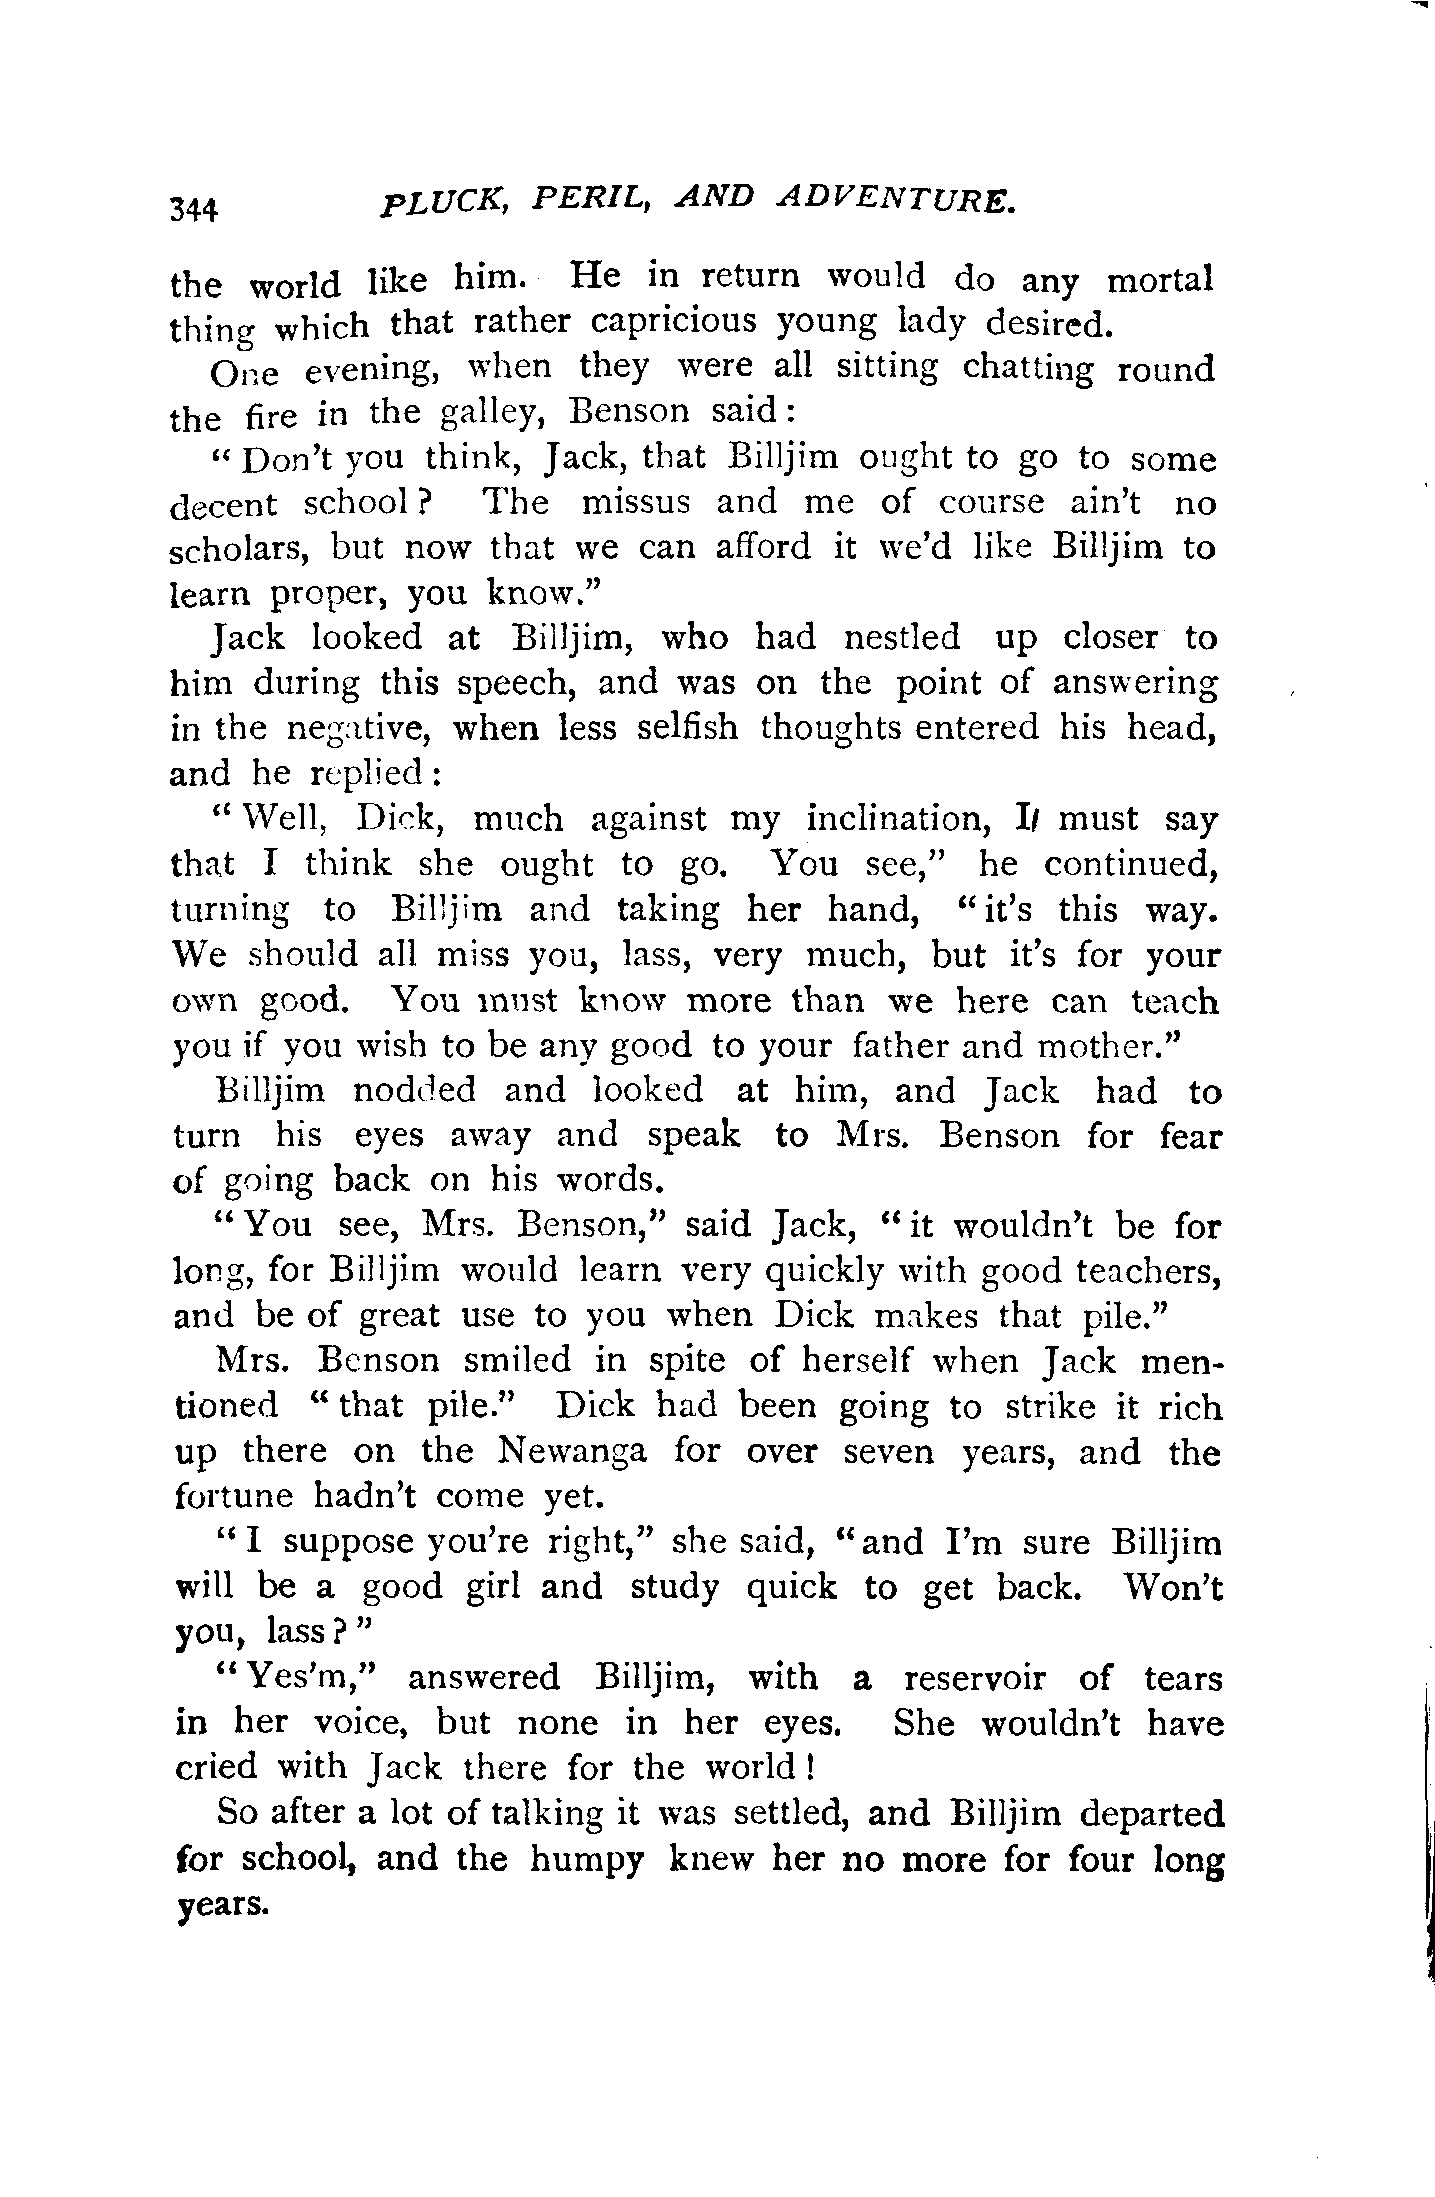 344 PLUCK, PERIL, AND ADVENTURE.
the world like him. He in return would do any mortal
thing which that rather capricious young lady desired.
One evening, when they were all sitting chatting round
the fire in the galley, Benson said:
"Don't you think, Jack, that Billjim ought to go to some
decent school? The missus and me of course ain't no
scholars, but now that we can afford it we'd like Billjim to
learn proper, you know."
Jack looked at Billjim, who had nestled up closer to
him during this speech, and was on the point of answering
in the negative, when less selfish thoughts entered his head,
and he replied:
"Well, Dick, much against my inclination, I must say
that I think she ought to go. You see," he continued,
turning to Billjim and taking her hand, "it's this way.
We should all miss you, lass, very much, but it's for your
own good. You must know more than we here can teach
you if you wish to be any good to your father and mother."
Billjim nodded and looked at him, and Jack had to
turn his eyes away and speak to Mrs. Benson for fear
of going back on his words.
"You see, Mrs. Benson," said Jack, "it wouldn't be for
long, for Billjim would learn very quickly with good teachers,
and be of great use to you when Dick makes that pile."
Mrs. Benson smiled in spite of herself when Jack men-
tioned "that pile." Dick had been going to strike it rich
up there on the Newanga for over seven years, and the
fortune hadn't come yet.
"I suppose you're right," she said, "and I'm sure Billjim
will be a good girl and study quick to get back. Won't
you, lass?"
"Yes'm," answered Billjim, with a reservoir of tears
in her voice, but none in her eyes. She wouldn't have
cried with Jack there for the world!
So after a lot of talking it was settled, and Billjim departed
for school, and the humpy knew her no more for four long
years.